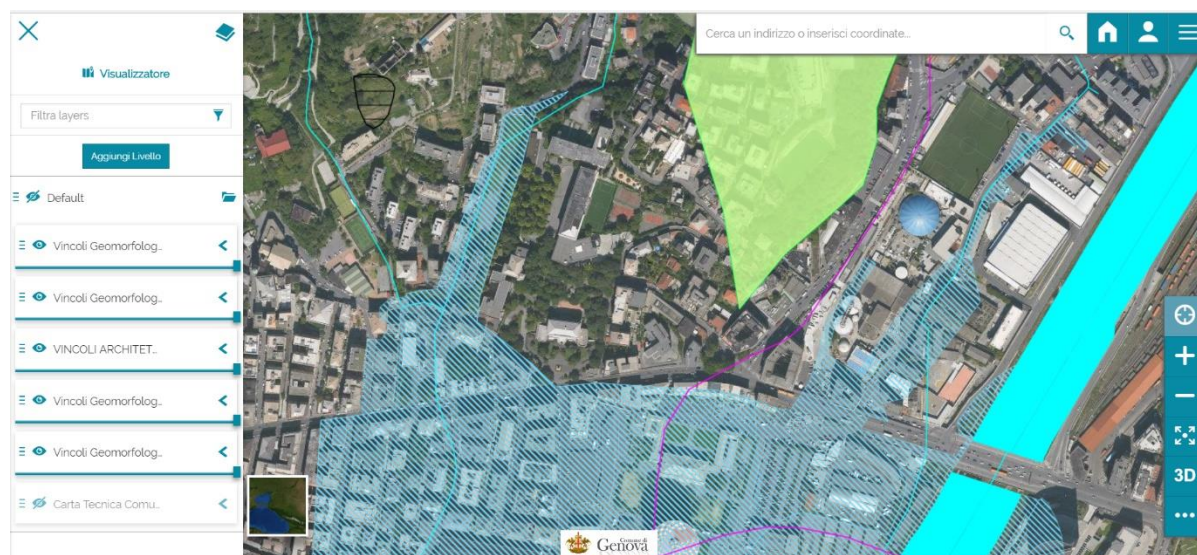 Cerca un indirizzo o inserisci coordinate...
Visualizzatore
Filtra layers
Aggiungi Livello
Default
Vincoli Geomorfolog...
Vincoli Geomorfolog...
VINCOLI ARCHITET...
Vincoli Geomorfolog...
Vincoli Geomorfolog...
Carta Tecnica Comu...
3D
Comune di
Genova